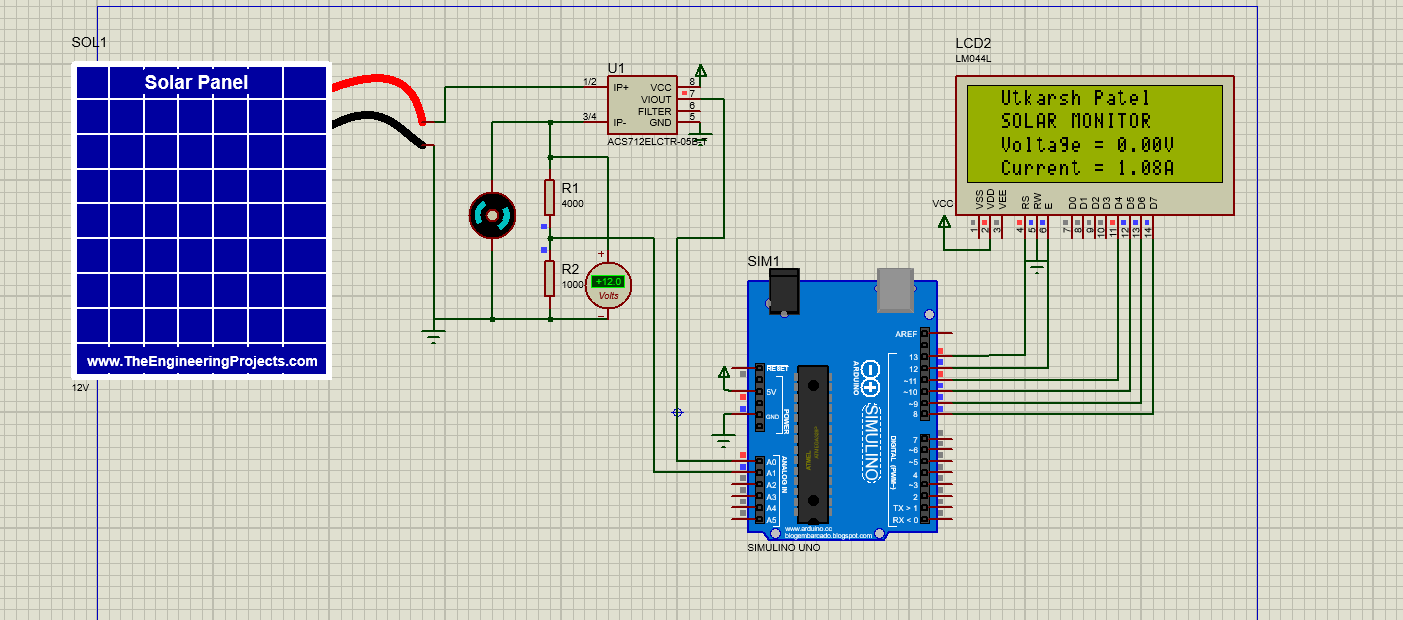 SOL1
Solar Panel
www.TheEngineeringProjects.com
12V
U1
1/2
IP+
3/4
IP-
VCC
8
VIOUT
7
FILTER
6
GND
5
R1
4000
R2
1000
+
+12.0
Volts
LCD2
LM044L
Utkarsh Patel
SOLAR MONITOR
Voltage = 0.00V
Current = 1.08A
VCC
VSS
VDD
VEE
RS
RW
E
D0
D1
D2
D3
D4
D5
D6
D7
1
2
3
4
5
6
7
8
9
10
11
12
13
14
SIM1
AREF
13
12
~11
~10
~9
8
7
~6
~5
4
~3
2
TX > 1
RX < 0
RESET
5V
GND
POWER
A0
A1
A2
A3
A4
A5
ANALOG IN
ARDUINO
SIMULINO
DIGITAL (PWM~)
ATMEL
www.arduino.cc
blogembarcado.blogspot.com
SIMULINO UNO